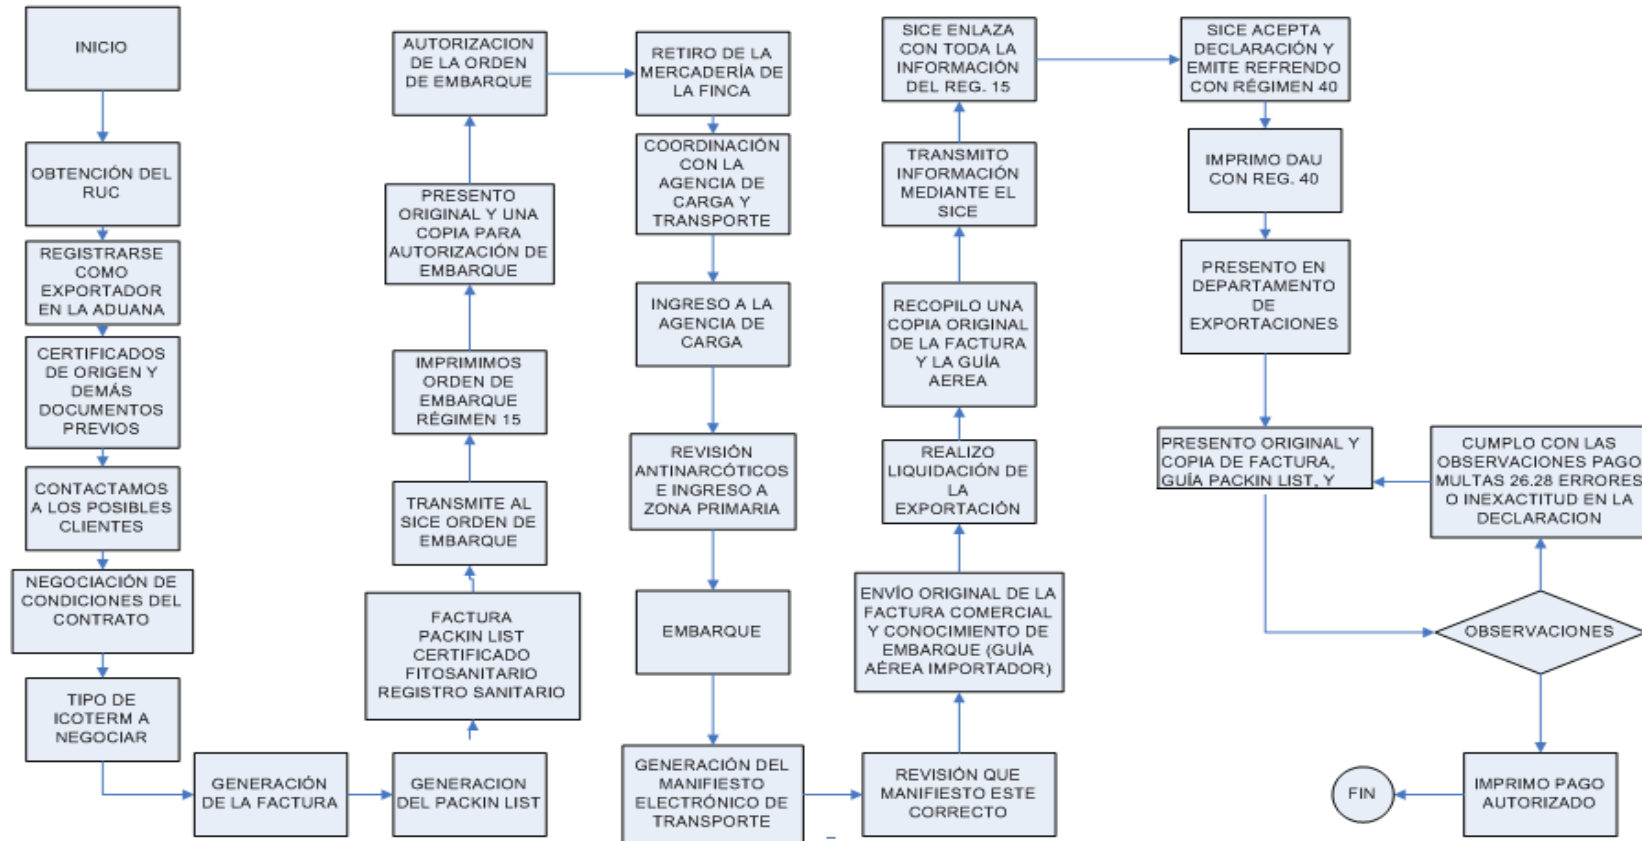 INICIO
OBTENCIÓN DEL
RUC
REGISTRARSE
COMO
EXPORTADOR
EN LA ADUANA
CERTIFICADOS
DE ORIGEN Y
DEMÁS
DOCUMENTOS
PREVIOS
CONTACTAMOS
A LOS POSIBLES
CLIENTES
NEGOCIACIÓN DE
CONDICIONES DEL
CONTRATO
TIPO DE
ICOTERM A
NEGOCIAR
GENERACIÓN
DE LA FACTURA
GENERACION
DEL PACKIN LIST
FACTURA
PACKIN LIST
CERTIFICADO
FITOSANITARIO
REGISTRO SANITARIO
TRANSMITE AL
SICE ORDEN DE
EMBARQUE
IMPRIMIMOS
ORDEN DE
EMBARQUE
RÉGIMEN 15
PRESENTO
ORIGINAL Y UNA
COPIA PARA
AUTORIZACIÓN DE
EMBARQUE
AUTORIZACION
DE LA ORDEN
DE EMBARQUE
RETIRO DE LA
MERCADERÍA DE
LA FINCA
COORDINACIÓN
CON LA
AGENCIA DE
CARGA Y
TRANSPORTE
INGRESO A LA
AGENCIA DE
CARGA
REVISIÓN
ANTINARCÓTICOS
E INGRESO A
ZONA PRIMARIA
EMBARQUE
GENERACIÓN DEL
MANIFIESTO
ELECTRÓNICO DE
TRANSPORTE
REVISIÓN QUE
MANIFIESTO ESTE
CORRECTO
ENVÍO ORIGINAL DE LA
FACTURA COMERCIAL
Y CONOCIMIENTO DE
EMBARQUE (GUÍA
AÉREA IMPORTADOR)
REALIZO
LIQUIDACIÓN DE
LA
EXPORTACIÓN
RECOPILO UNA
COPIA ORIGINAL
DE LA FACTURA
Y LA GUÍA
AEREA
TRANSMITO
INFORMACIÓN
MEDIANTE EL
SICE
SICE ENLAZA
CON TODA LA
INFORMACIÓN
DEL REG. 15
SICE ACEPTA
DECLARACIÓN Y
EMITE REFRENDO
CON RÉGIMEN 40
IMPRIMO DAU
CON REG. 40
PRESENTO EN
DEPARTAMENTO
DE
EXPORTACIONES
PRESENTO ORIGINAL Y
COPIA DE FACTURA,
GUÍA PACKIN LIST, Y
CUMPLO CON LAS
OBSERVACIONES PAGO
MULTAS 26.28 ERRORES
O INEXACTITUD EN LA
DECLARACION
OBSERVACIONES
IMPRIMO PAGO
AUTORIZADO
FIN